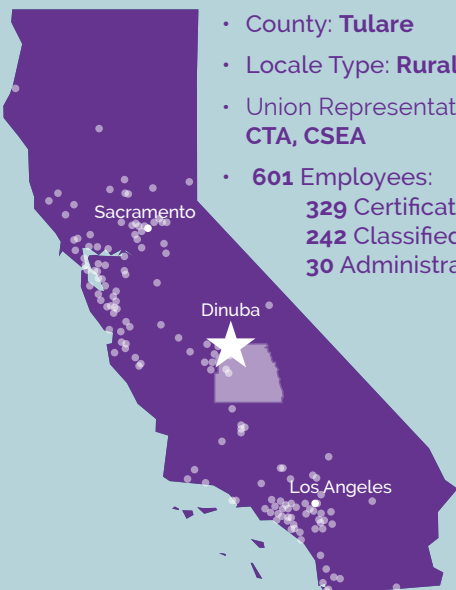 • County: Tulare
• Locale Type: Rural
• Union Representat
CTA, CSEA
• 601 Employees:
329 Certificat
242 Classified
30 Administra
Sacramento
Dinuba
Los Angeles